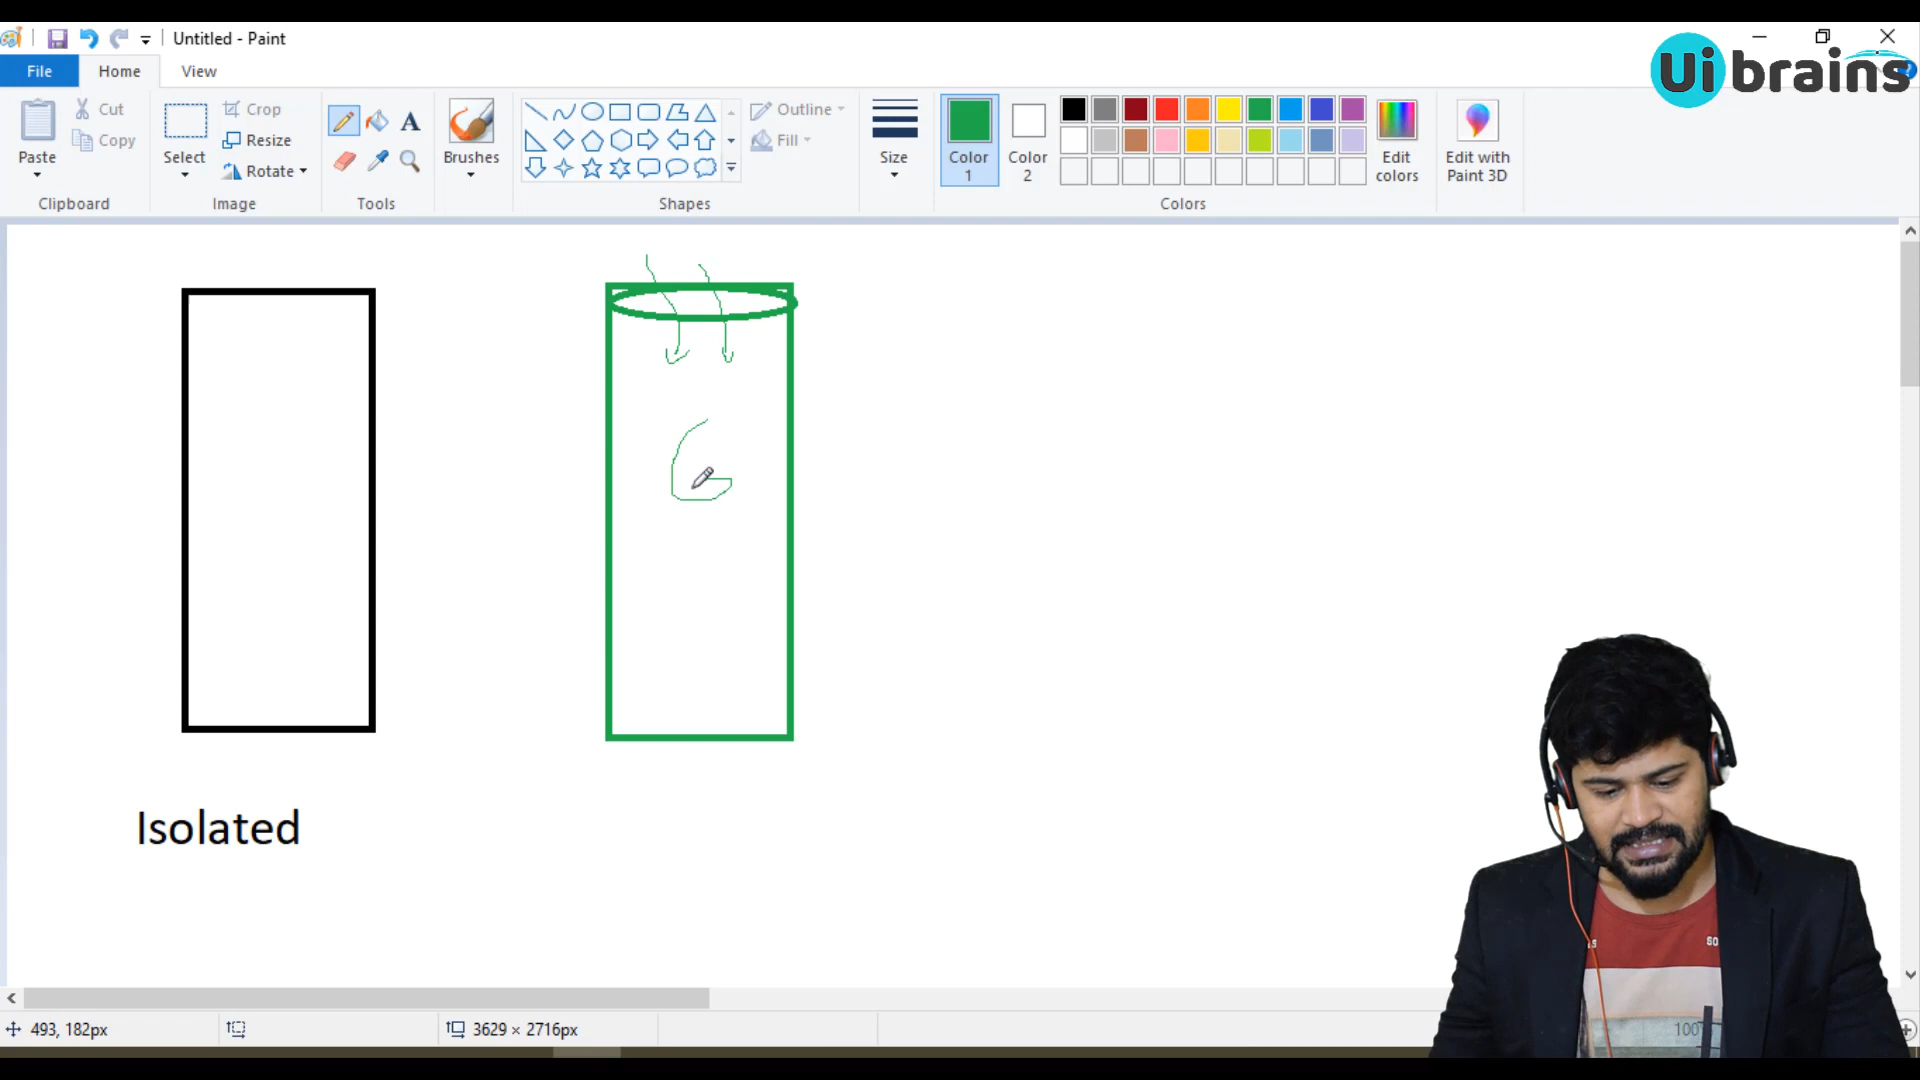 Untitled - Paint
Ui brains
File
Home
View
Paste
Cut
Copy
Clipboard
Select
Crop
Resize
Rotate
Image
A
Tools
Brushes
Outline
Fill
Shapes
Size
Color 1
Color 2
Edit colors
Colors
Edit with Paint 3D
Isolated
SO
493, 182px
3629 × 2716px
100